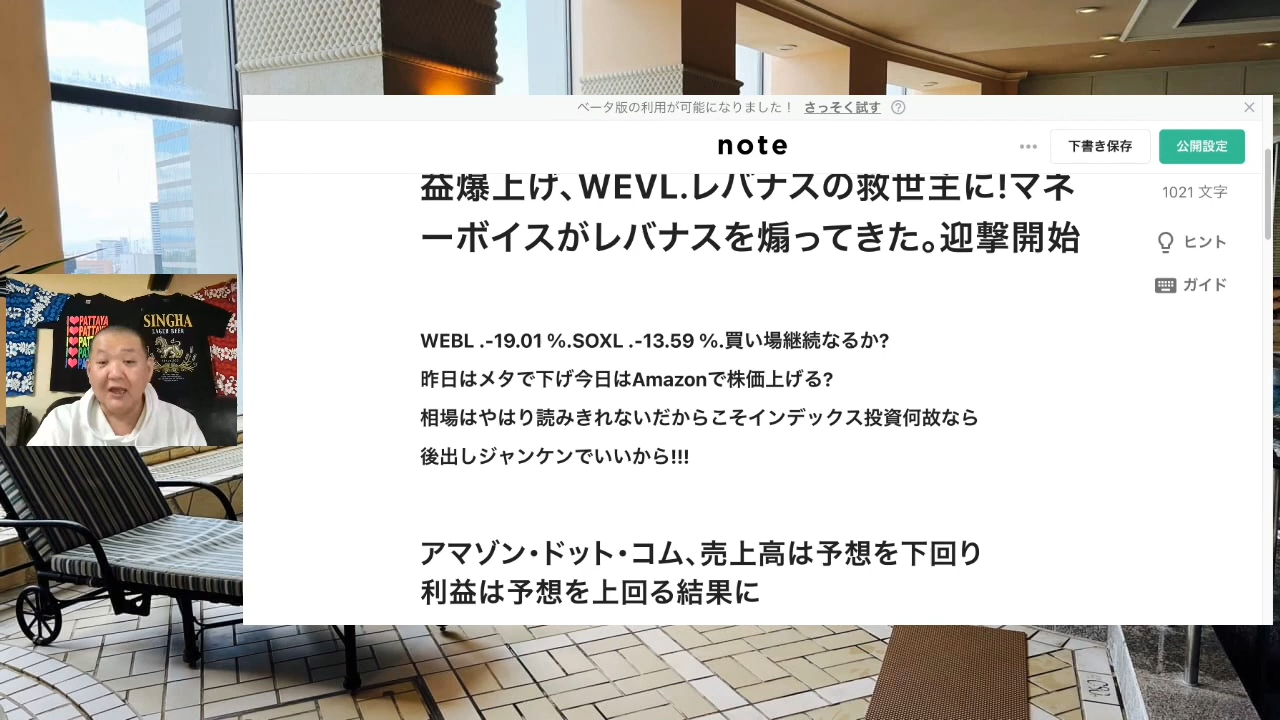 ベータ版の利用が可能になりました！ さっそく試す ?
note
下書き保存
公開設定
益爆上げ、WEVL.レバナスの救世主に!マネ
ーボイスがレバナスを煽ってきた。迎撃開始
1021 文字
ヒント
ガイド
WEBL .-19.01 %.SOXL .-13.59 %.買い場継続なるか?
昨日はメタで下げ今日はAmazonで株価上げる?
相場はやはり読みきれないだからこそインデックス投資何故なら
後出しジャンケンでいいから!!!
アマゾン・ドット・コム、売上高は予想を下回り
利益は予想を上回る結果に
PATTAYA
PATTAYA
PATTAYA
SINGHA
LAGER BEER